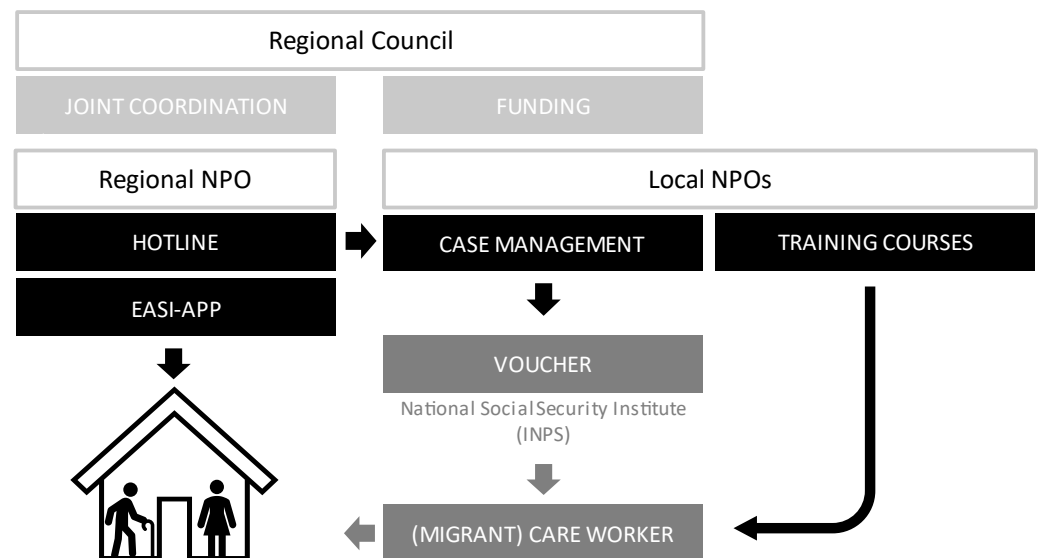 Regional Council
JOINT COORDINATION
FUNDING
Regional NPO
Local NPOs
HOTLINE
CASE MANAGEMENT
TRAINING COURSES
EASI-APP
VOUCHER
National Social Security Institute
(INPS)
(MIGRANT) CARE WORKER